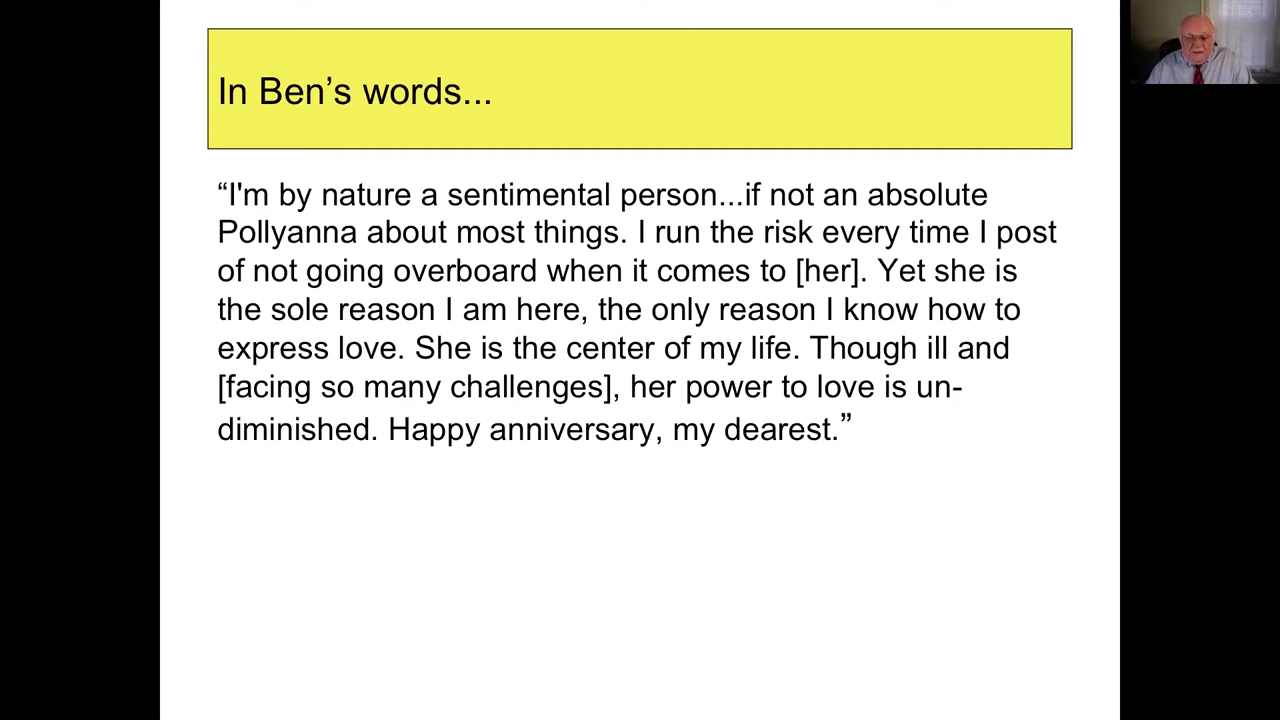 In Ben’s words...
“I'm by nature a sentimental person...if not an absolute
Pollyanna about most things. I run the risk every time I post
of not going overboard when it comes to [her]. Yet she is
the sole reason I am here, the only reason I know how to
express love. She is the center of my life. Though ill and
[facing so many challenges], her power to love is un-
diminished. Happy anniversary, my dearest.”